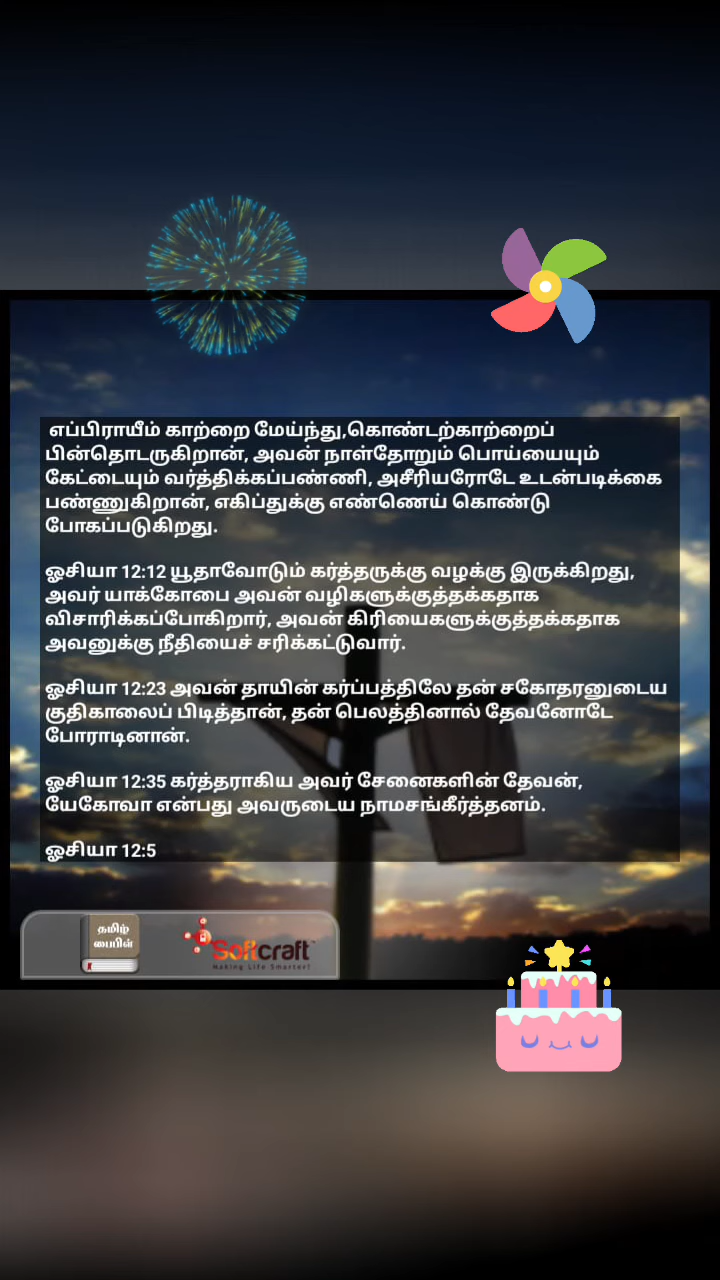 எப்பிராயீம் காற்றை மேய்ந்து,கொண்டற்காற்றைப்
பின்தொடருகிறான், அவன் நாள்தோறும் பொய்யையும்
கேட்டையும் வர்த்திக்கப்பண்ணி, அசீரியரோடே உடன்படிக்கை
பண்ணுகிறான், எகிப்துக்கு எண்ணெய் கொண்டு
போகப்படுகிறது.
ஓசியா 12:12 யூதாவோடும் கர்த்தருக்கு வழக்கு இருக்கிறது,
அவர் யாக்கோபை அவன் வழிகளுக்குத்தக்கதாக
விசாரிக்கப்போகிறார், அவன் கிரியைகளுக்குத்தக்கதாக
அவனுக்கு நீதியைச் சரிக்கட்டுவார்.
ஓசியா 12:23 அவன் தாயின் கர்ப்பத்திலே தன் சகோதரனுடைய
குதிகாலைப் பிடித்தான், தன் பெலத்தினால் தேவனோடே
போராடினான்.
ஓசியா 12:35 கர்த்தராகிய அவர் சேனைகளின் தேவன்,
யேகோவா என்பது அவருடைய நாமசங்கீர்த்தனம்.
ஓசியா 12:5
தமிழ்
பைபிள்
Softcraft
Making Life Smarter!